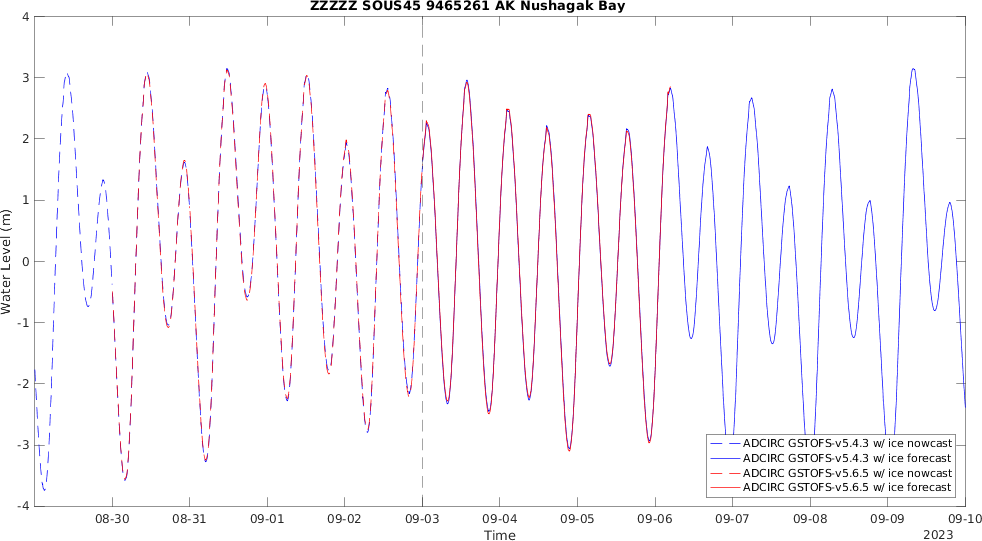 ZZZZZ SOUS45 9465261 AK Nushagak Bay
Water Level (m)
4
3
2
1
0
-1
-2
-3
-4
ADCIRC GSTOFS-v5.4.3 w/ ice nowcast
ADCIRC GSTOFS-v5.4.3 w/ ice forecast
ADCIRC GSTOFS-v5.6.5 w/ ice nowcast
ADCIRC GSTOFS-v5.6.5 w/ ice forecast
08-30 08-31 09-01 09-02 09-03 09-04 09-05 09-06 09-07 09-08 09-09 09-10
Time
2023